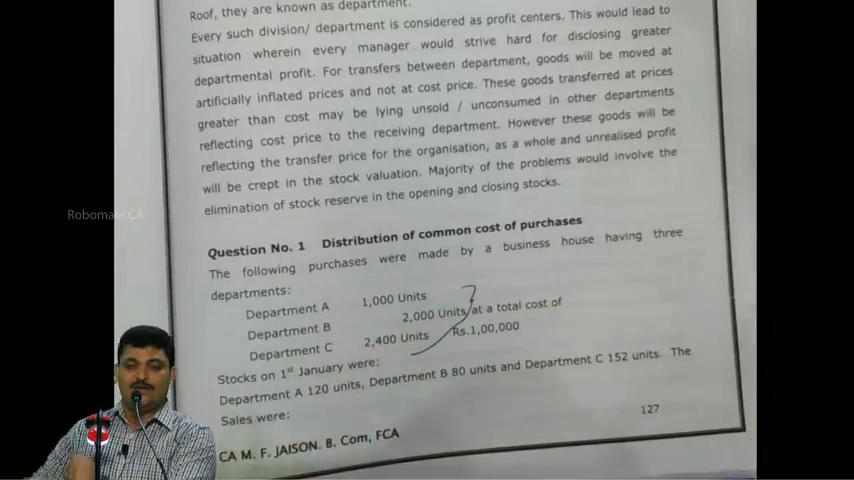 Roof, they are known as department.
Every such division/ department is considered as profit centers. This would lead to
situation wherein every manager would strive hard for disclosing greater
departmental profit. For transfers between department, goods will be moved at
artificially inflated prices and not at cost price. These goods transferred at prices
greater than cost may be lying unsold / unconsumed in other departments
reflecting cost price to the receiving department. However these goods will be
reflecting the transfer price for the organisation, as a whole and unrealised profit
will be crept in the stock valuation. Majority of the problems would involve the
elimination of stock reserve in the opening and closing stocks.
Robomate CA
Question No. 1 Distribution of common cost of purchases
The following purchases were made by a business house having three
departments:
Department A 1,000 Units
Department B 2,000 Units at a total cost of
Department C 2,400 Units Rs.1,00,000
Stocks on 1st January were:
Department A 120 units, Department B 80 units and Department C 152 units. The
Sales were:
127
CA M. F. JAISON. B. Com, FCA